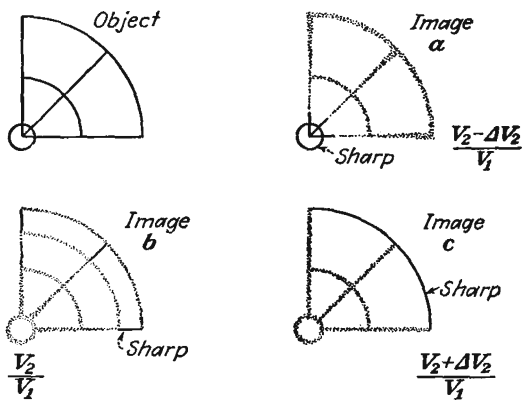 Object
Image
a
Sharp
V₂-ΔV₂
V₁
Image
b
Sharp
V₂
V₁
Image
c
Sharp
V₂+ΔV₂
V₁